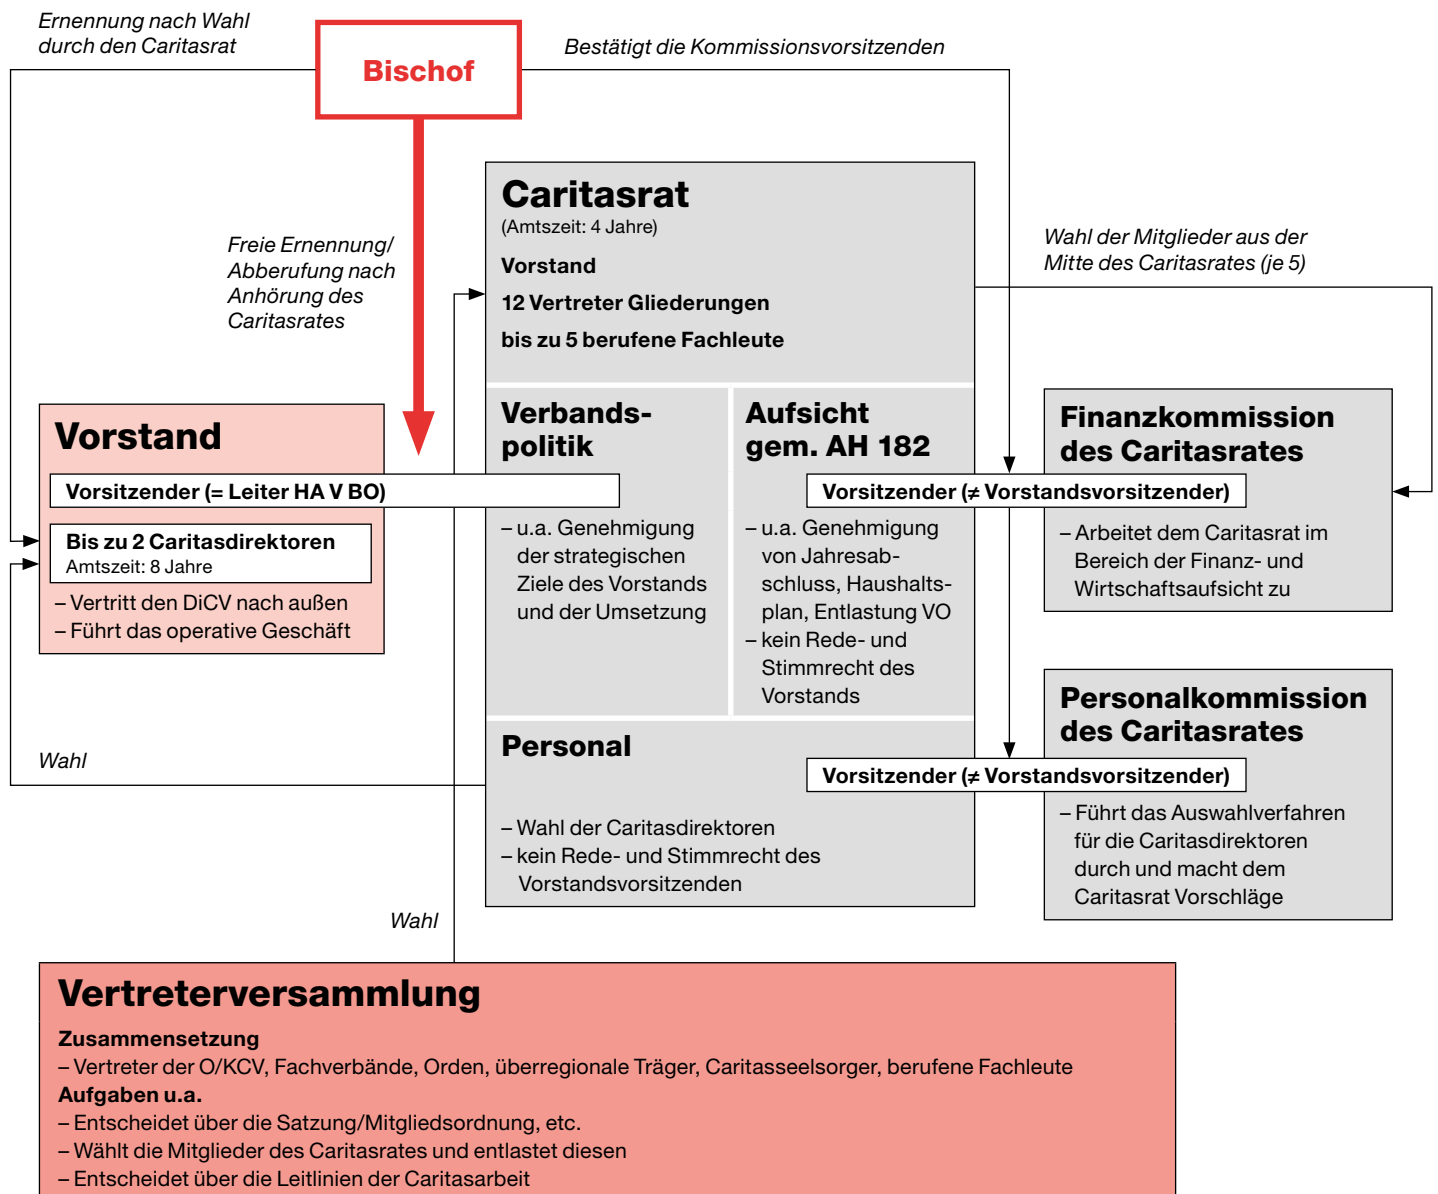 Ernennung nach Wahl
durch den Caritasrat
Bischof
Bestätigt die Kommissionsvorsitzenden
Freie Ernennung/
Abberufung nach
Anhörung des
Caritasrates
Caritasrat
(Amtszeit: 4 Jahre)
Vorstand
12 Vertreter Gliederungen
bis zu 5 berufene Fachleute
Wahl der Mitglieder aus der
Mitte des Caritasrates (je 5)
Vorstand
Vorsitzender (= Leiter HA V BO)
Bis zu 2 Caritasdirektoren
Amtszeit: 8 Jahre
– Vertritt den DiCV nach außen
– Führt das operative Geschäft
Verbands-
politik
– u.a. Genehmigung
der strategischen
Ziele des Vorstands
und der Umsetzung
Aufsicht
gem. AH 182
Vorsitzender (≠ Vorstandsvorsitzender)
– u.a. Genehmigung
von Jahresab-
schluss, Haushalts-
plan, Entlastung VO
– kein Rede- und
Stimmrecht des
Vorstands
Finanzkommission
des Caritasrates
– Arbeitet dem Caritasrat im
Bereich der Finanz- und
Wirtschaftsaufsicht zu
Personal
Vorsitzender (≠ Vorstandsvorsitzender)
– Wahl der Caritasdirektoren
– kein Rede- und Stimmrecht des
Vorstandsvorsitzenden
Personalkommission
des Caritasrates
– Führt das Auswahlverfahren
für die Caritasdirektoren
durch und macht dem
Caritasrat Vorschläge
Wahl
Wahl
Vertreterversammlung
Zusammensetzung
– Vertreter der O/KCV, Fachverbände, Orden, überregionale Träger, Caritasseelsorger, berufene Fachleute
Aufgaben u.a.
– Entscheidet über die Satzung/Mitgliedsordnung, etc.
– Wählt die Mitglieder des Caritasrates und entlastet diesen
– Entscheidet über die Leitlinien der Caritasarbeit